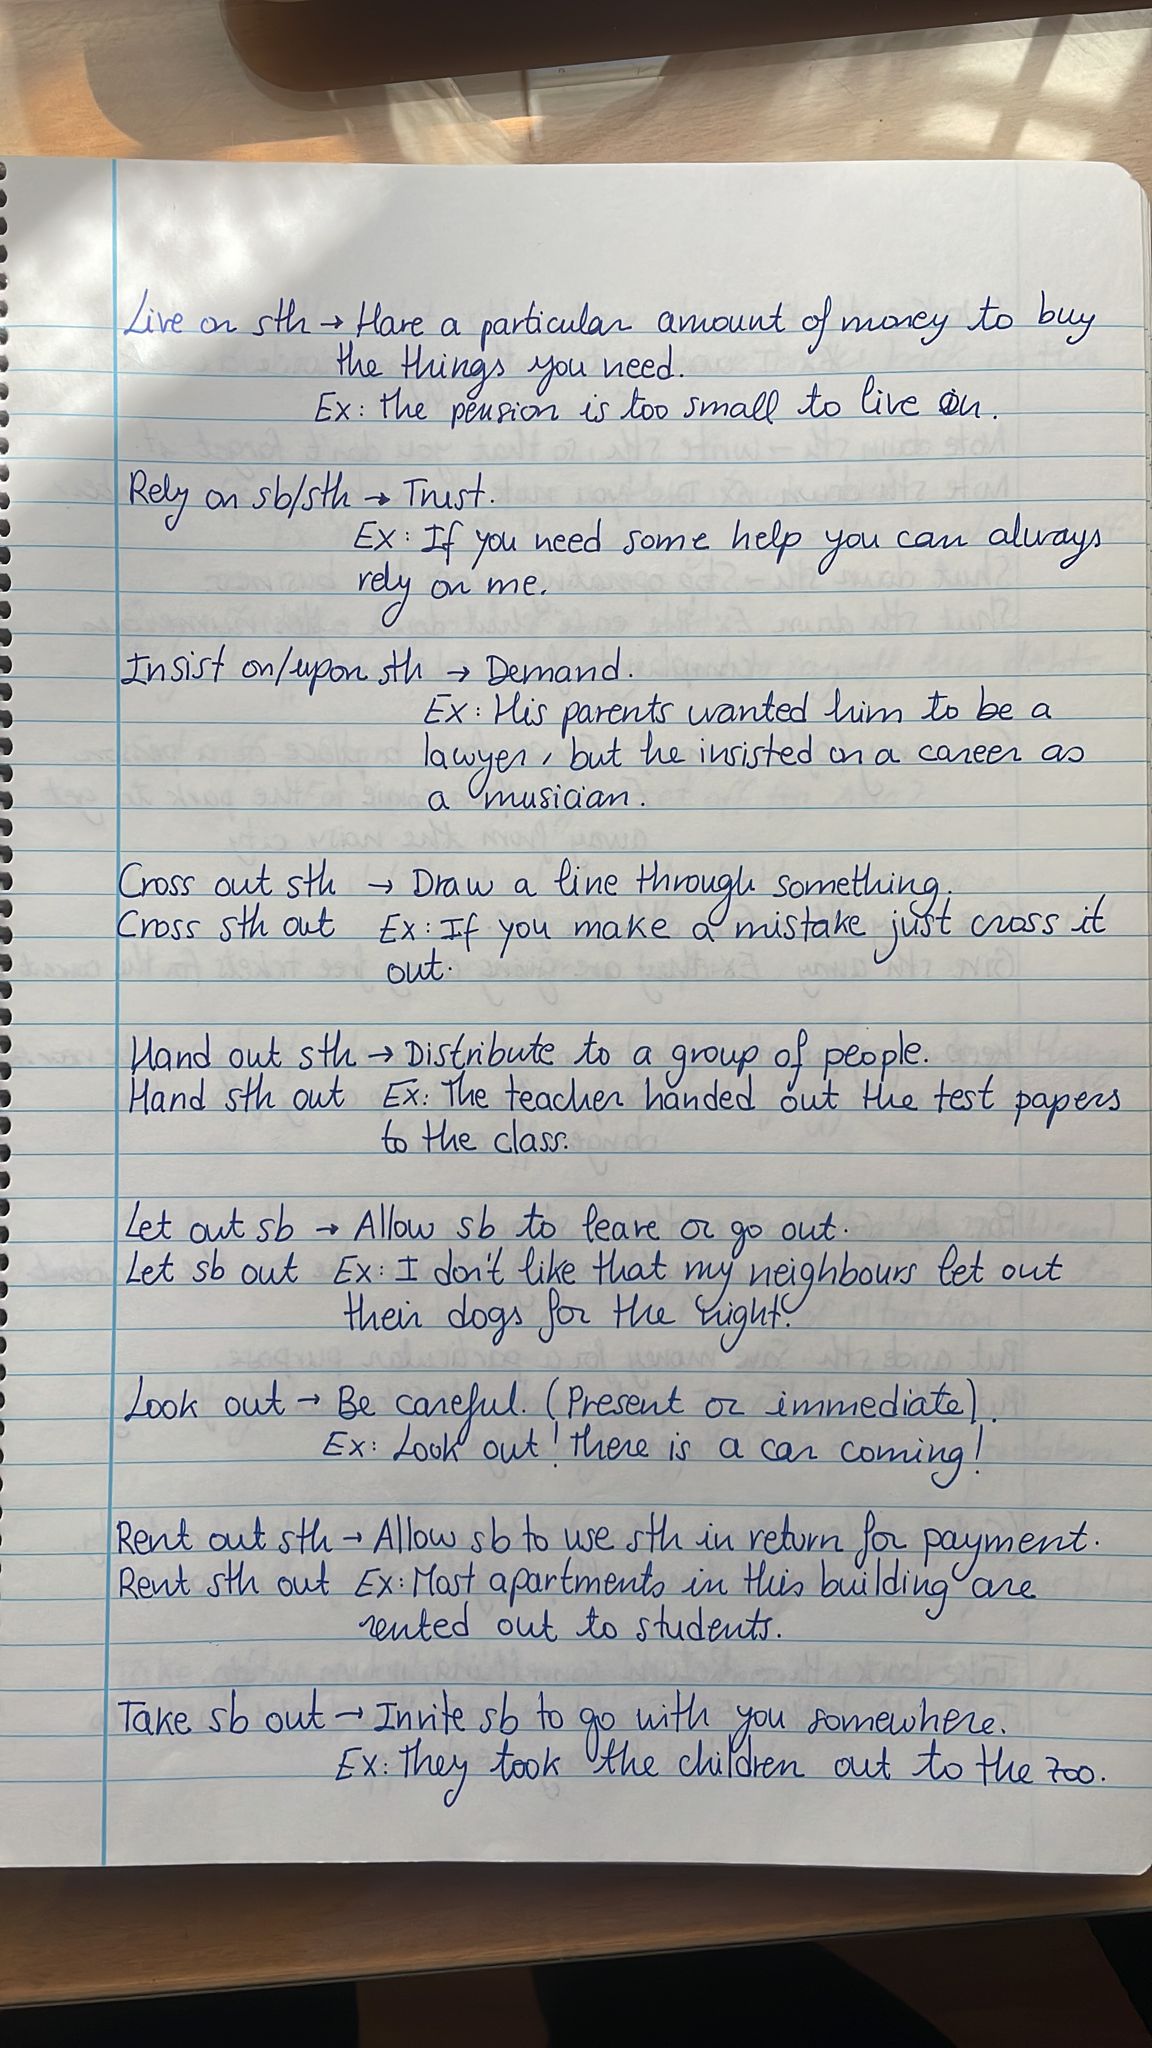 Live on sth → Have a particular amount of money to buy
the things you need.
Ex: The pension is too small to live on.
Rely on sb/sth → Trust.
Ex: If you need some help you can always
rely on me.
Insist on/upon sth → Demand.
Ex: His parents wanted him to be a
lawyer, but he insisted on a career as
a musician.
Cross out sth → Draw a line through something.
Cross sth out Ex: If you make a mistake just cross it
out.
Hand out sth → Distribute to a group of people.
Hand sth out Ex: The teacher handed out the test papers
to the class.
Let out sb → Allow sb to leave or go out.
Let sb out Ex: I don't like that my neighbours let out
their dogs for the night.
Look out → Be careful. (Present or immediate).
Ex: Look out! There is a car coming!
Rent out sth → Allow sb to use sth in return for payment.
Rent sth out Ex: Most apartments in this building are
rented out to students.
Take sb out → Invite sb to go with you somewhere.
Ex: They took the children out to the zoo.